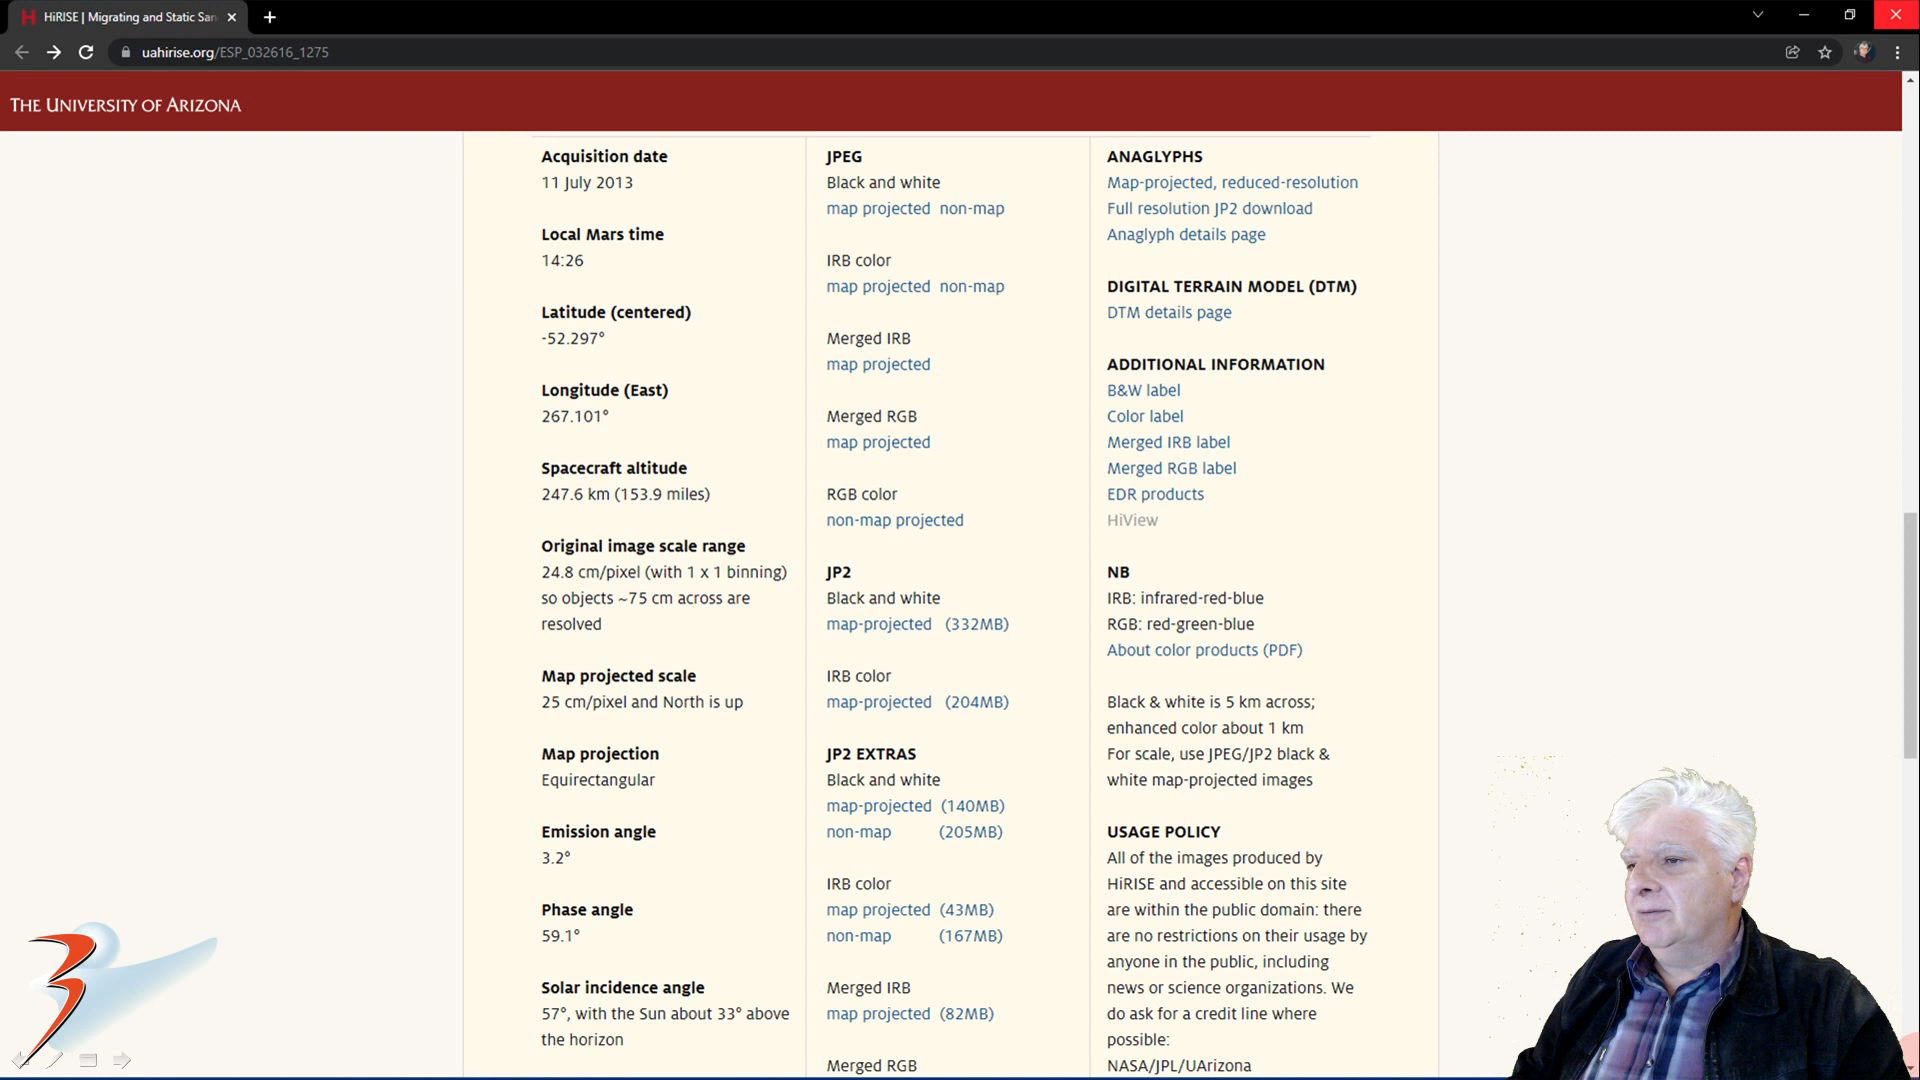 HiRISE | Migrating and Static San
uahirise.org/ESP_032616_1275
THE UNIVERSITY OF ARIZONA
Acquisition date
11 July 2013
Local Mars time
14:26
Latitude (centered)
-52.297°
Longitude (East)
267.101°
Spacecraft altitude
247.6 km (153.9 miles)
Original image scale range
24.8 cm/pixel (with 1 x 1 binning)
so objects ~75 cm across are
resolved
Map projected scale
25 cm/pixel and North is up
Map projection
Equirectangular
Emission angle
3.2°
Phase angle
59.1°
Solar incidence angle
57°, with the Sun about 33° above
the horizon
JPEG
Black and white
map projected non-map
IRB color
map projected non-map
Merged IRB
map projected
Merged RGB
map projected
RGB color
non-map projected
JP2
Black and white
map-projected (332MB)
IRB color
map-projected (204MB)
JP2 EXTRAS
Black and white
map-projected (140MB)
non-map (205MB)
IRB color
map projected (43MB)
non-map (167MB)
Merged IRB
map projected (82MB)
Merged RGB
ANAGLYPHS
Map-projected, reduced-resolution
Full resolution JP2 download
Anaglyph details page
DIGITAL TERRAIN MODEL (DTM)
DTM details page
ADDITIONAL INFORMATION
B&W label
Color label
Merged IRB label
Merged RGB label
EDR products
HiView
NB
IRB: infrared-red-blue
RGB: red-green-blue
About color products (PDF)
Black & white is 5 km across;
enhanced color about 1 km
For scale, use JPEG/JP2 black &
white map-projected images
USAGE POLICY
All of the images produced by
HiRISE and accessible on this site
are within the public domain: there
are no restrictions on their usage by
anyone in the public, including
news or science organizations. We
do ask for a credit line where
possible:
NASA/JPL/UArizona